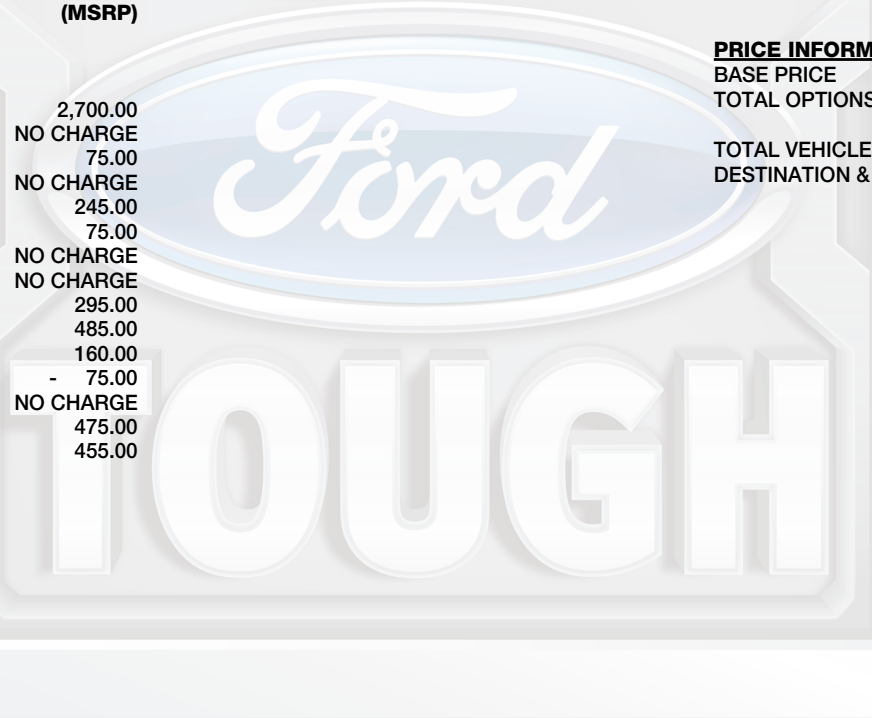 (MSRP)
2,700.00
NO CHARGE
75.00
NO CHARGE
245.00
75.00
NO CHARGE
NO CHARGE
295.00
485.00
160.00
- 75.00
NO CHARGE
475.00
455.00
PRICE INFORM
BASE PRICE
TOTAL OPTIONS
TOTAL VEHICLE
DESTINATION &
Ford
TOUGH